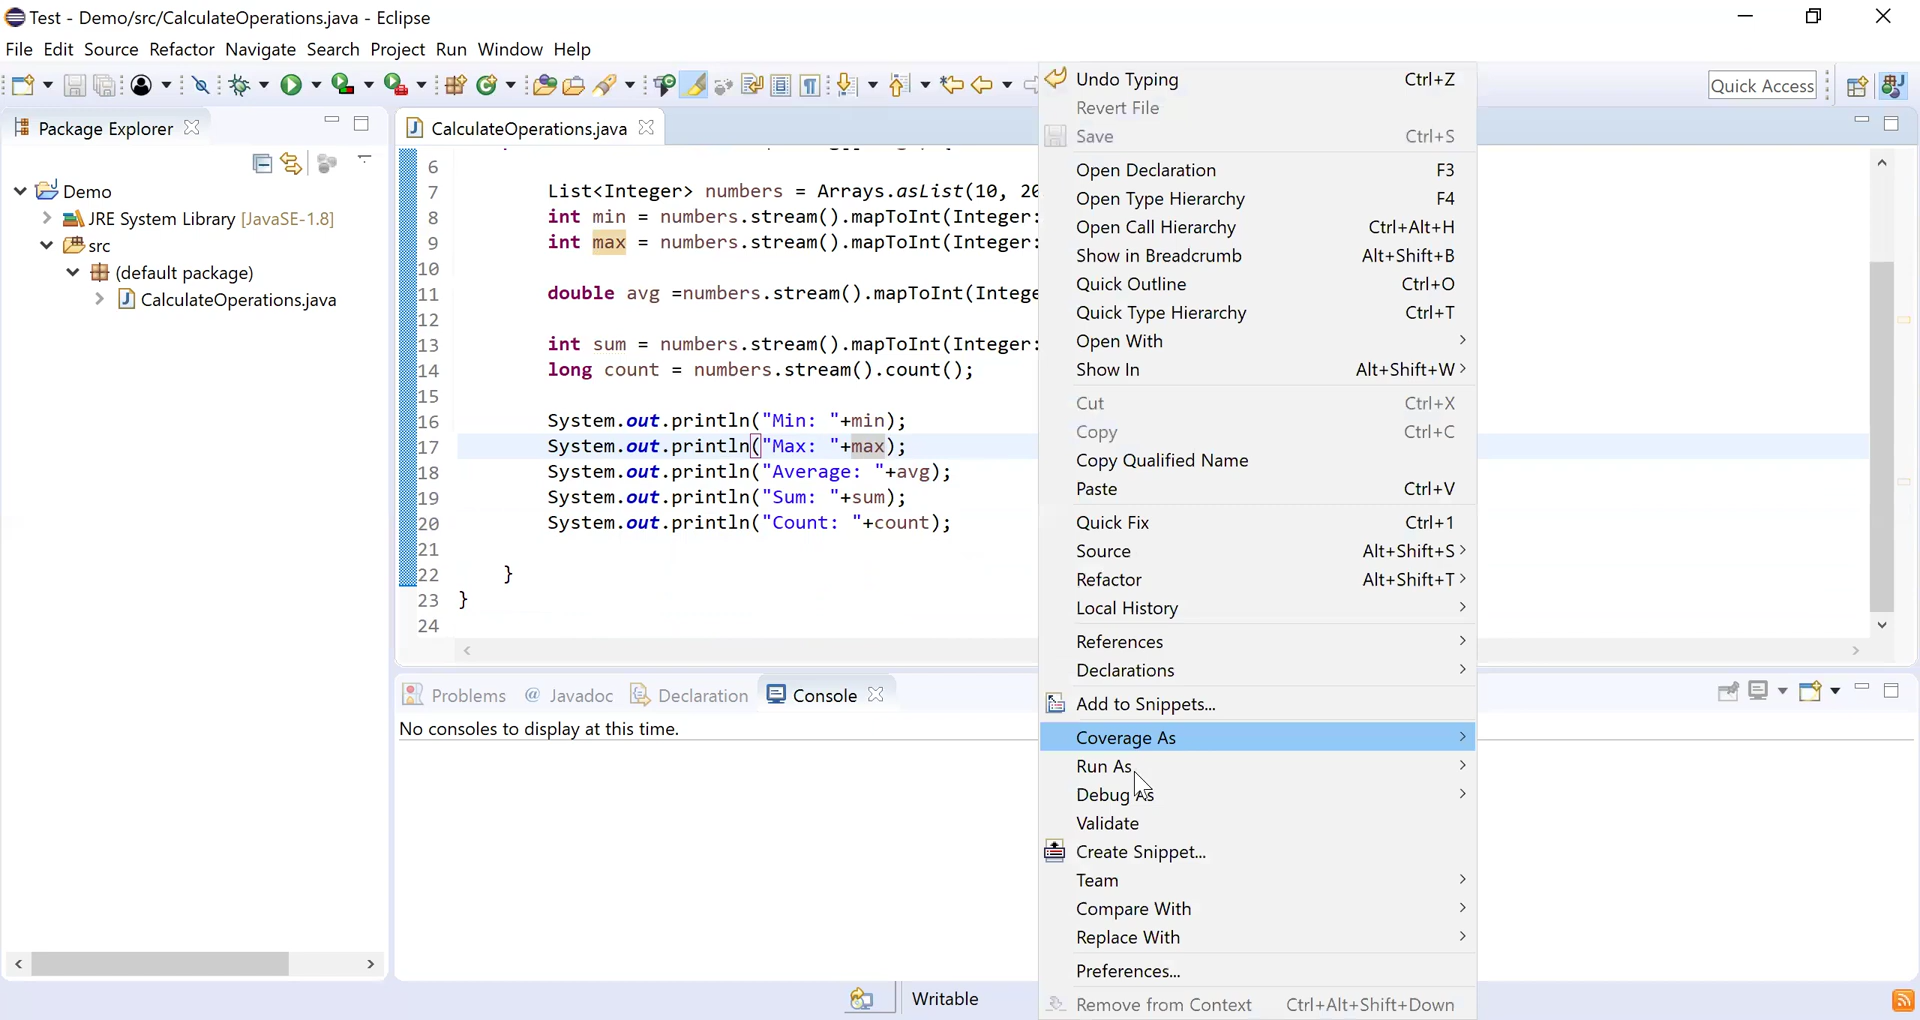 Test - Demo/src/CalculateOperations.java - Eclipse
File Edit Source Refactor Navigate Search Project Run Window Help
Quick Access
Package Explorer
Demo
JRE System Library [JavaSE-1.8]
src
(default package)
CalculateOperations.java
CalculateOperations.java
6
7 List<Integer> numbers = Arrays.asList(10, 20
8 int min = numbers.stream().mapToInt(Integer:
9 int max = numbers.stream().mapToInt(Integer:
10
11 double avg =numbers.stream().mapToInt(Intege
12
13 int sum = numbers.stream().mapToInt(Integer:
14 long count = numbers.stream().count();
15
16 System.out.println("Min: "+min);
17 System.out.println("Max: "+max);
18 System.out.println("Average: "+avg);
19 System.out.println("Sum: "+sum);
20 System.out.println("Count: "+count);
21
22 }
23 }
24
Problems @ Javadoc Declaration Console
No consoles to display at this time.
Writable
Undo Typing Ctrl+Z
Revert File
Save Ctrl+S
Open Declaration F3
Open Type Hierarchy F4
Open Call Hierarchy Ctrl+Alt+H
Show in Breadcrumb Alt+Shift+B
Quick Outline Ctrl+O
Quick Type Hierarchy Ctrl+T
Open With
Show In Alt+Shift+W
Cut Ctrl+X
Copy Ctrl+C
Copy Qualified Name
Paste Ctrl+V
Quick Fix Ctrl+1
Source Alt+Shift+S
Refactor Alt+Shift+T
Local History
References
Declarations
Add to Snippets...
Coverage As
Run As
Debug As
Validate
Create Snippet...
Team
Compare With
Replace With
Preferences...
Remove from Context Ctrl+Alt+Shift+Down